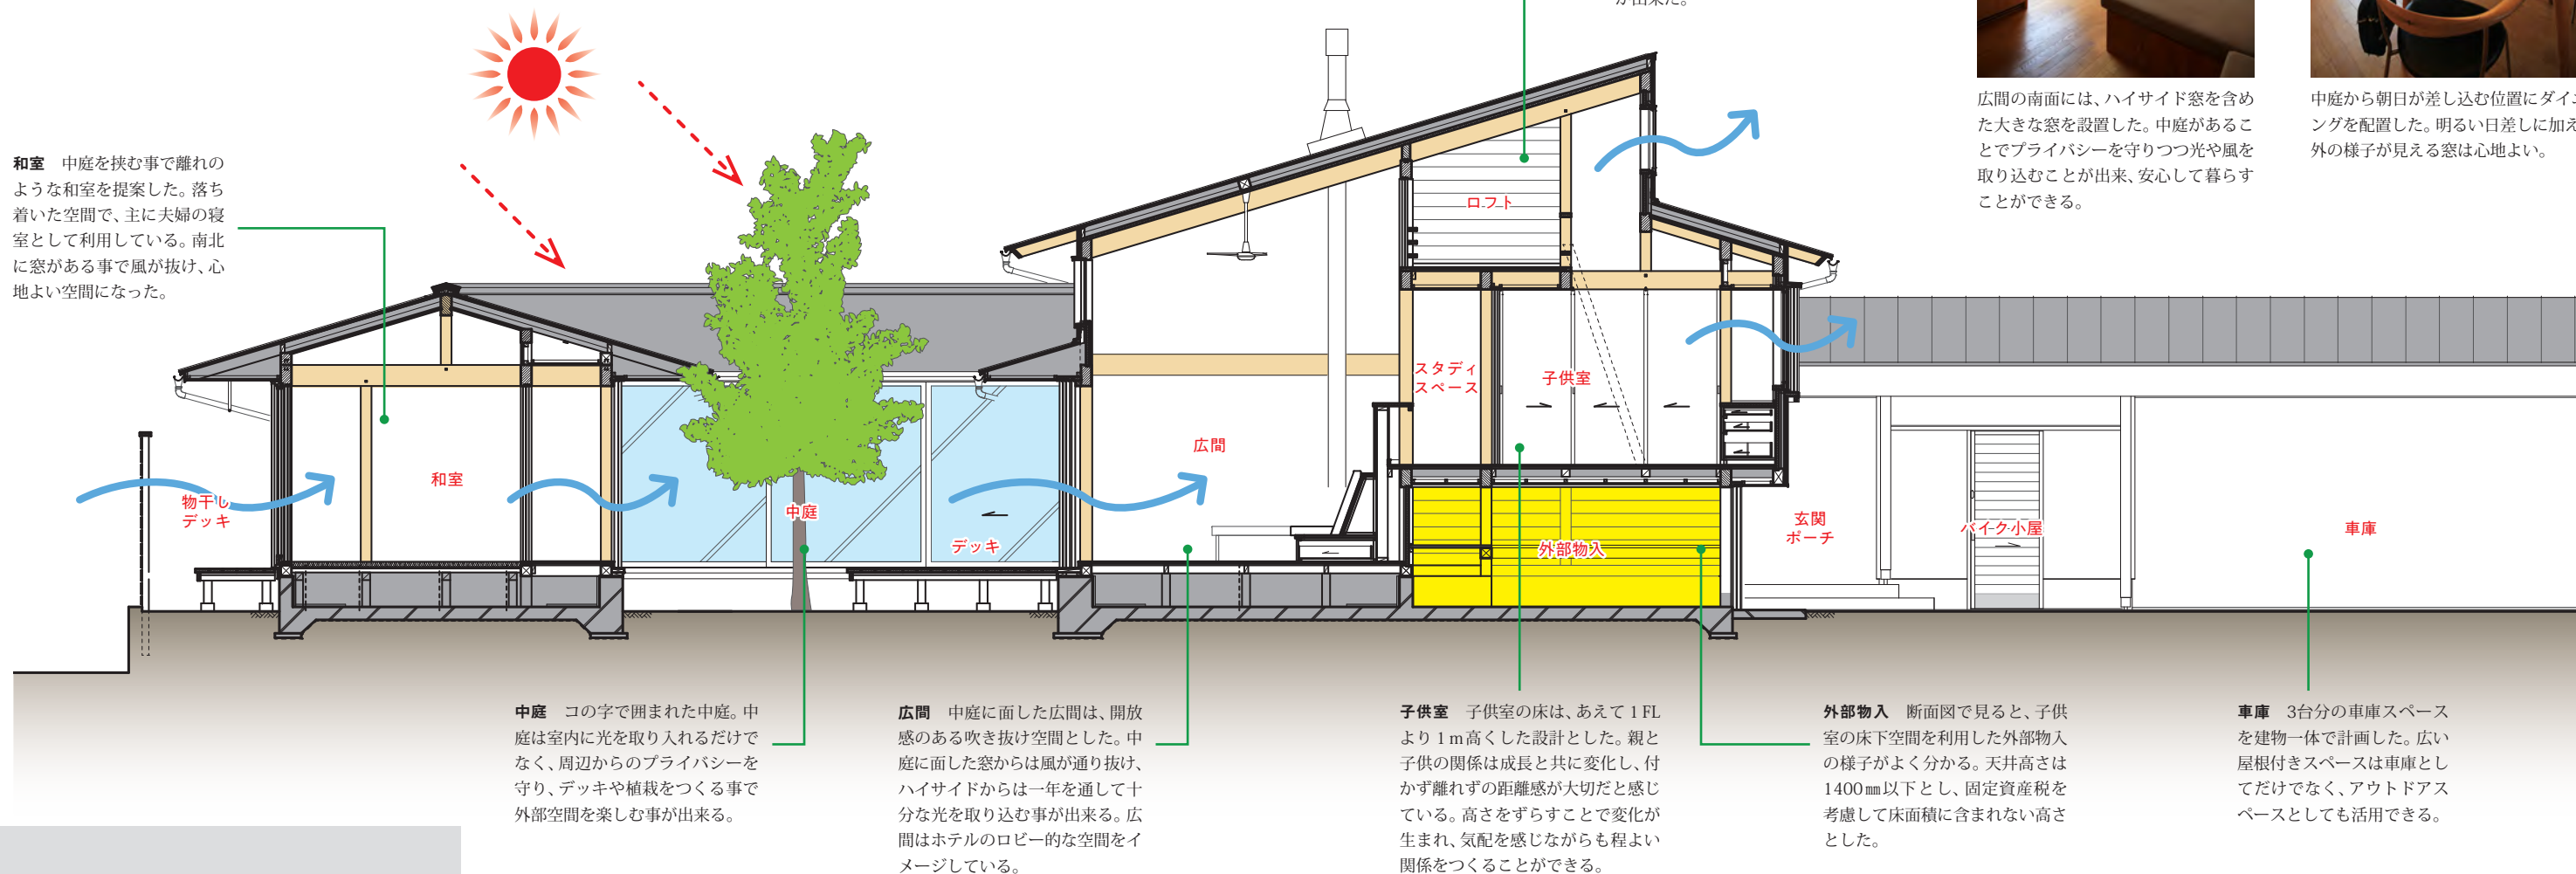 が出来た。
広間の南面には、ハイサイド窓を含め
た大きな窓を設置した。中庭があるこ
とでプライバシーを守りつつ光や風を
取り込むことが出来、安心して暮らす
ことができる。
中庭から朝日が差し込む位置にダイ
ングを配置した。明るい日差しに加え
外の様子が見える窓は心地よい。
和室　中庭を挟む事で離れの
ような和室を提案した。落ち
着いた空間で、主に夫婦の寝
室として利用している。南北
に窓がある事で風が抜け、心
地よい空間になった。
ロフト
スタディ
スペース
子供室
広間
和室
物干し
デッキ
中庭
デッキ
外部物入
玄関
ポーチ
バイク小屋
車庫
中庭　コの字で囲まれた中庭。中
庭は室内に光を取り入れるだけで
なく、周辺からのプライバシーを
守り、デッキや植栽をつくる事で
外部空間を楽しむ事が出来る。
広間　中庭に面した広間は、開放
感のある吹き抜け空間とした。中
庭に面した窓からは風が通り抜け、
ハイサイドからは一年を通して十
分な光を取り込む事が出来る。広
間はホテルのロビー的な空間をイ
メージしている。
子供室　子供室の床は、あえて1FL
より1m高くした設計とした。親と
子供の関係は成長と共に変化し、付
かず離れずの距離感が大切だと感じ
ている。高さをずらすことで変化が
生まれ、気配を感じながらも程よい
関係をつくることができる。
外部物入　断面図で見ると、子供
室の床下空間を利用した外部物入
の様子がよく分かる。天井高さは
1400㎜以下とし、固定資産税を
考慮して床面積に含まれない高さ
とした。
車庫　3台分の車庫スペース
を建物一体で計画した。広い
屋根付きスペースは車庫とし
てだけでなく、アウトドアス
ペースとしても活用できる。